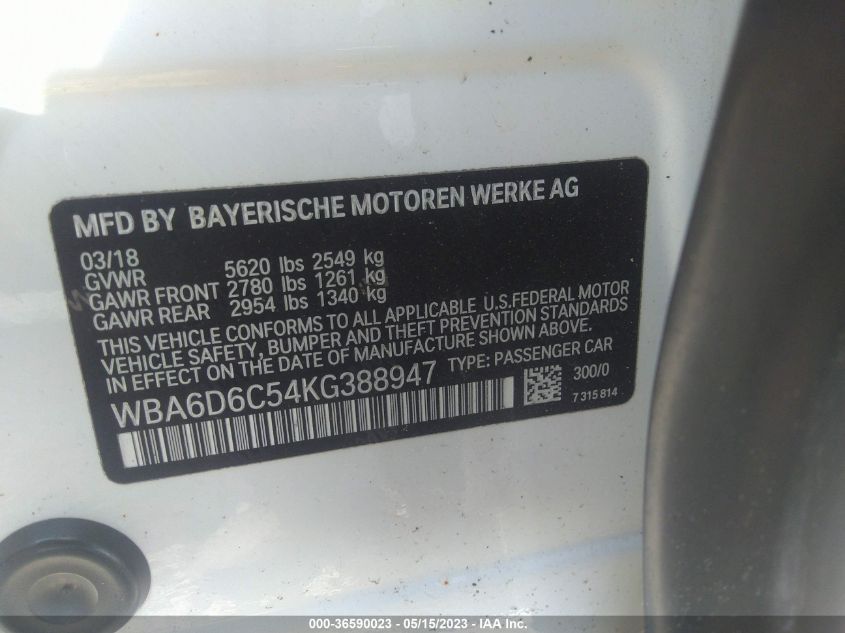 MFD BY BAYERISCHE MOTOREN WERKE AG
03/18
GVWR 5620 lbs 2549 kg
GAWR FRONT 2780 lbs 1261 kg
GAWR REAR 2954 lbs 1340 kg
THIS VEHICLE CONFORMS TO ALL APPLICABLE U.S.FEDERAL MOTOR
VEHICLE SAFETY, BUMPER AND THEFT PREVENTION STANDARDS
IN EFFECT ON THE DATE OF MANUFACTURE SHOWN ABOVE.
WBA6D6C54KG388947 TYPE: PASSENGER CAR
300/0
7 315 814
000-36590023 - 05/15/2023 - IAA Inc.